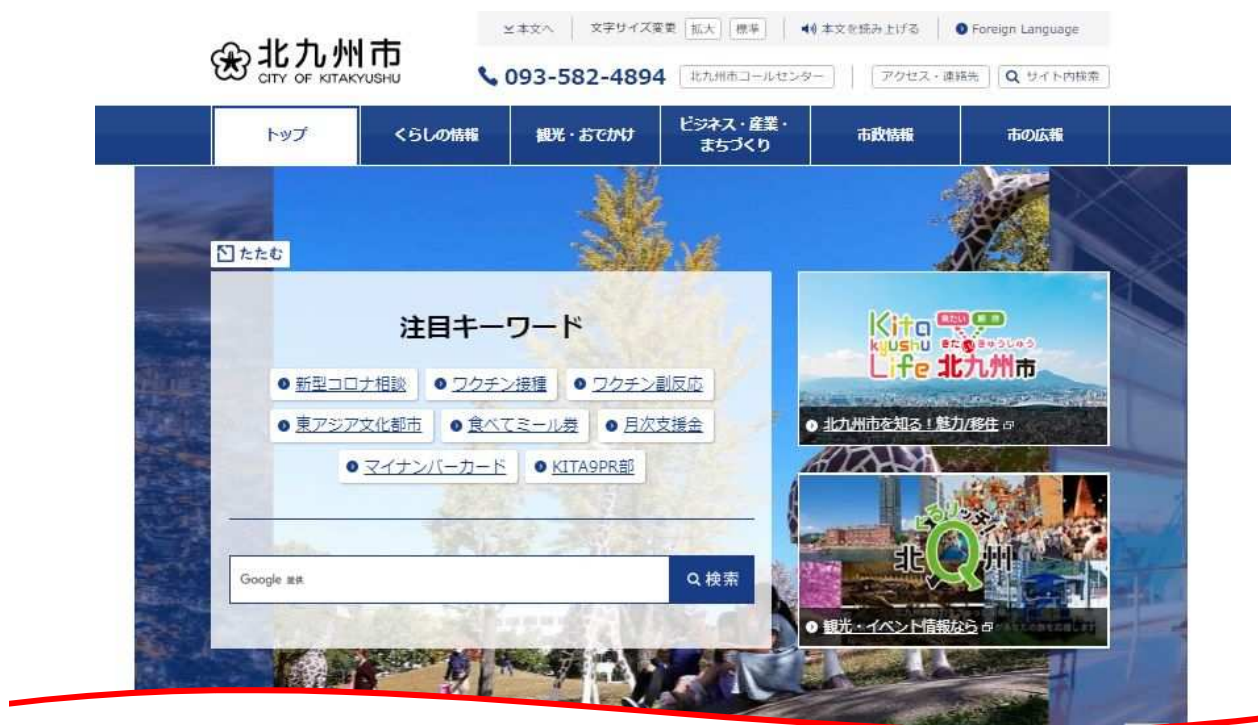 本文へ
文字サイズ変更 拡大 標準
本文を読み上げる
Foreign Language
北九州市
CITY OF KITAKYUSHU
093-582-4894
北九州市コールセンター
アクセス・連絡先
サイト内検索
トップ
くらしの情報
観光・おでかけ
ビジネス・産業・
まちづくり
市政情報
市の広報
たたむ
注目キーワード
新型コロナ相談 ワクチン接種 ワクチン副反応
東アジア文化都市 食べてミール券 月次支援金
マイナンバーカード KITA9PR部
Google 提供
検索
Kita
kyushu
Life 北九州市
北九州市を知る！魅力/移住
北Q州
観光・イベント情報なら